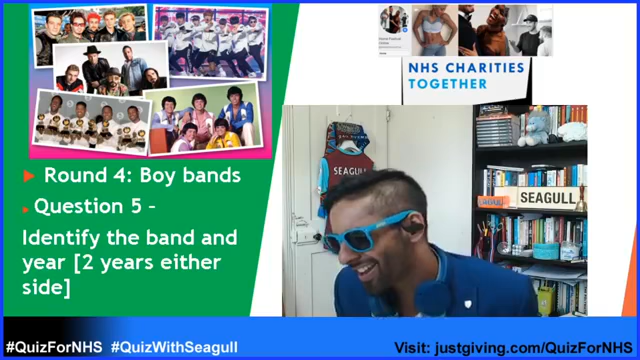 NHS CHARITIES
TOGETHER
Round 4: Boy bands
Question 5 –
Identify the band and
year [2 years either
side]
SEAGULL
SEAGULL
#QuizForNHS #QuizWithSeagull
Visit: justgiving.com/QuizForNHS